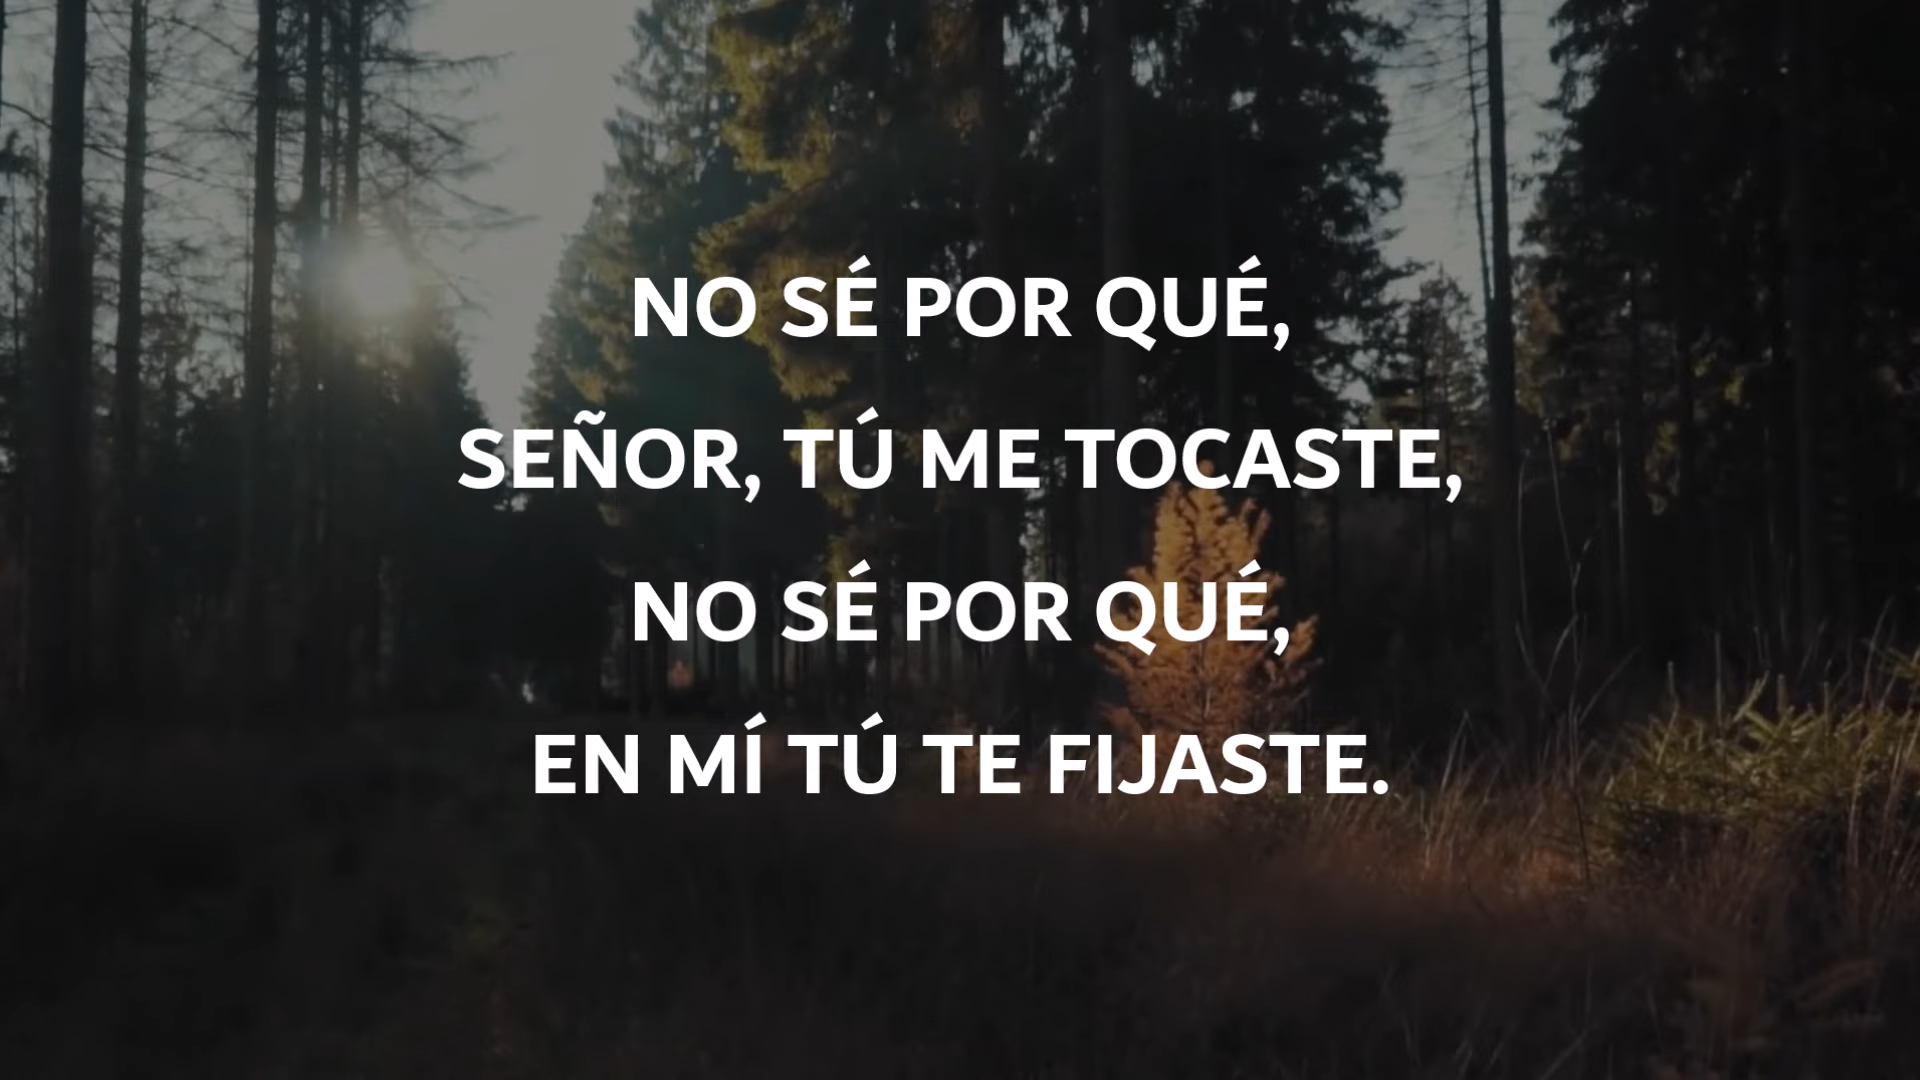 NO SÉ POR QUÉ,
SEÑOR, TÚ ME TOCASTE,
NO SÉ POR QUÉ,
EN MÍ TÚ TE FIJASTE.